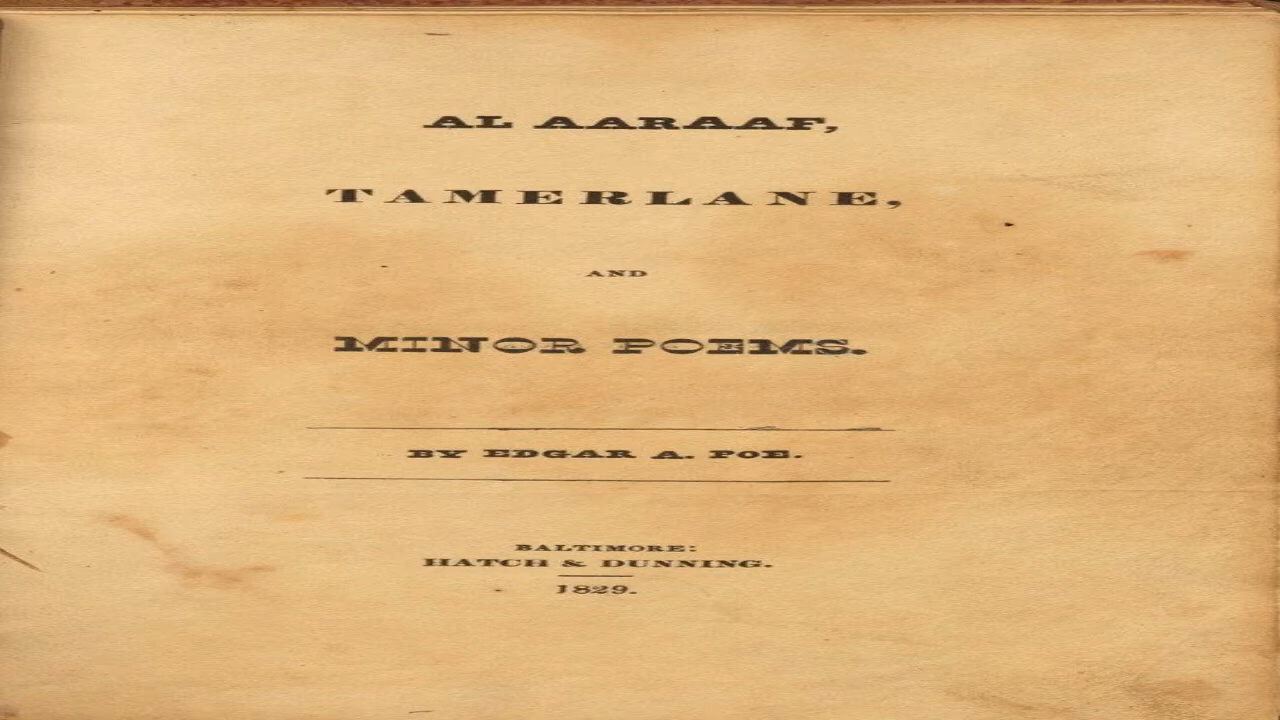 AL AARAAF,
TAMERLANE,
AND
MINOR POEMS.
BY EDGAR A. POE.
BALTIMORE:
HATCH & DUNNING.
1829.